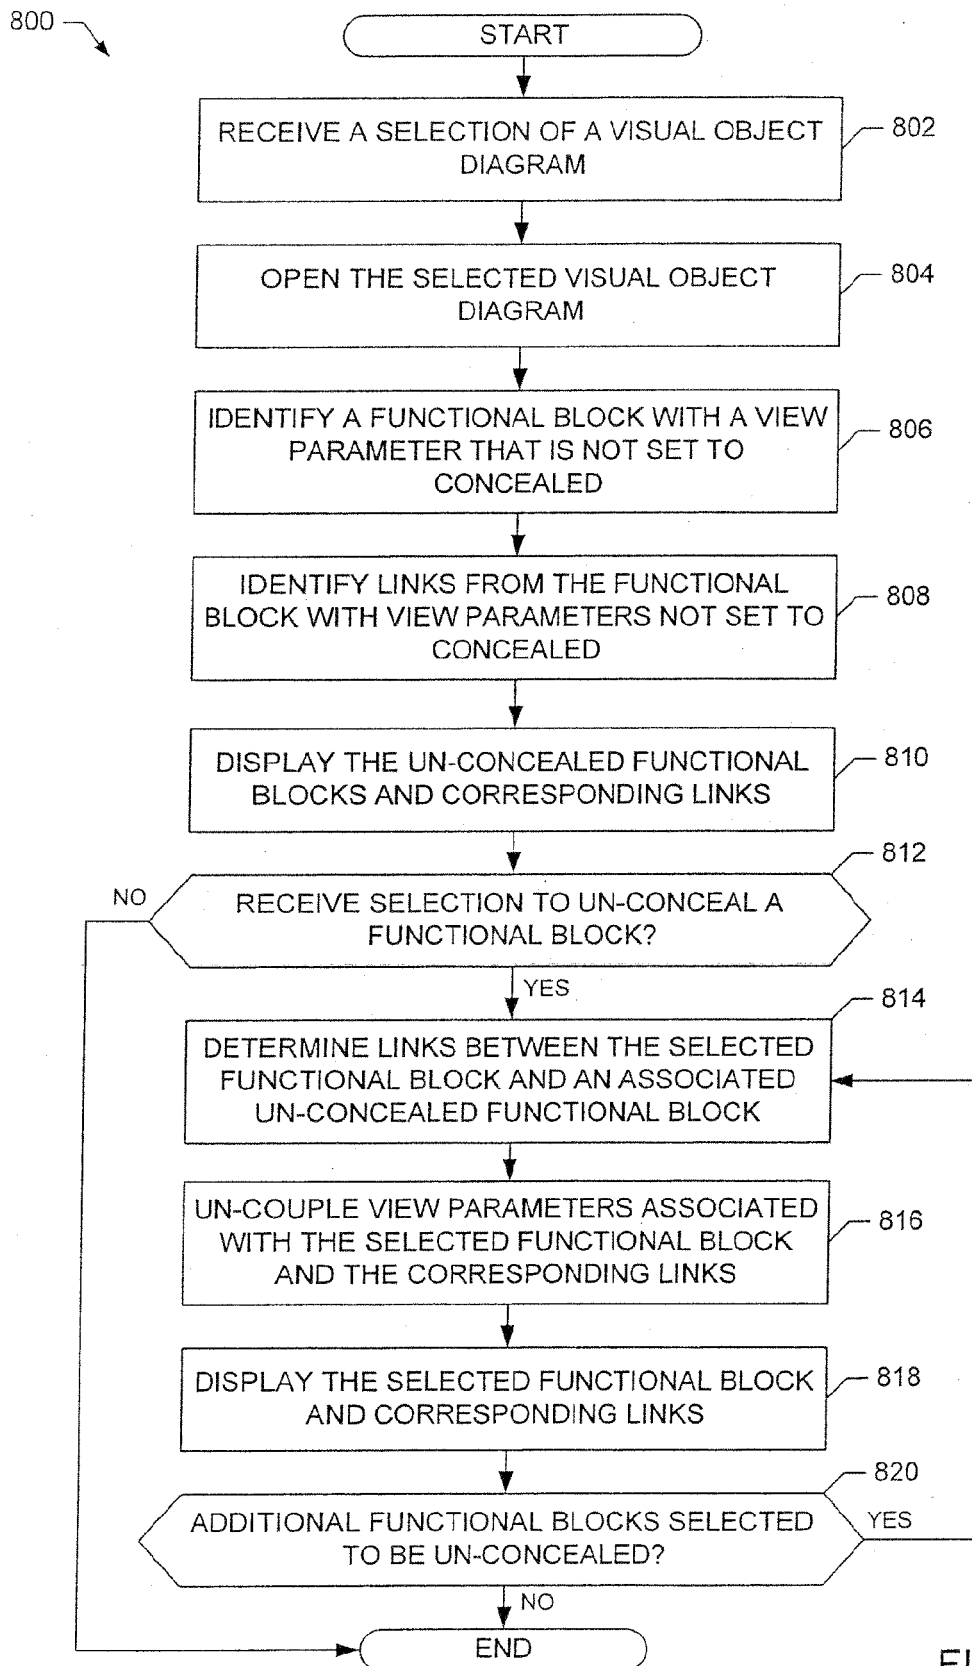 800
START
RECEIVE A SELECTION OF A VISUAL OBJECT
DIAGRAM
802
OPEN THE SELECTED VISUAL OBJECT
DIAGRAM
804
IDENTIFY A FUNCTIONAL BLOCK WITH A VIEW
PARAMETER THAT IS NOT SET TO
CONCEALED
806
IDENTIFY LINKS FROM THE FUNCTIONAL
BLOCK WITH VIEW PARAMETERS NOT SET TO
CONCEALED
808
DISPLAY THE UN-CONCEALED FUNCTIONAL
BLOCKS AND CORRESPONDING LINKS
810
812
NO
RECEIVE SELECTION TO UN-CONCEAL A
FUNCTIONAL BLOCK?
YES
814
DETERMINE LINKS BETWEEN THE SELECTED
FUNCTIONAL BLOCK AND AN ASSOCIATED
UN-CONCEALED FUNCTIONAL BLOCK
UN-COUPLE VIEW PARAMETERS ASSOCIATED
WITH THE SELECTED FUNCTIONAL BLOCK
AND THE CORRESPONDING LINKS
816
DISPLAY THE SELECTED FUNCTIONAL BLOCK
AND CORRESPONDING LINKS
818
820
ADDITIONAL FUNCTIONAL BLOCKS SELECTED
TO BE UN-CONCEALED?
YES
NO
END